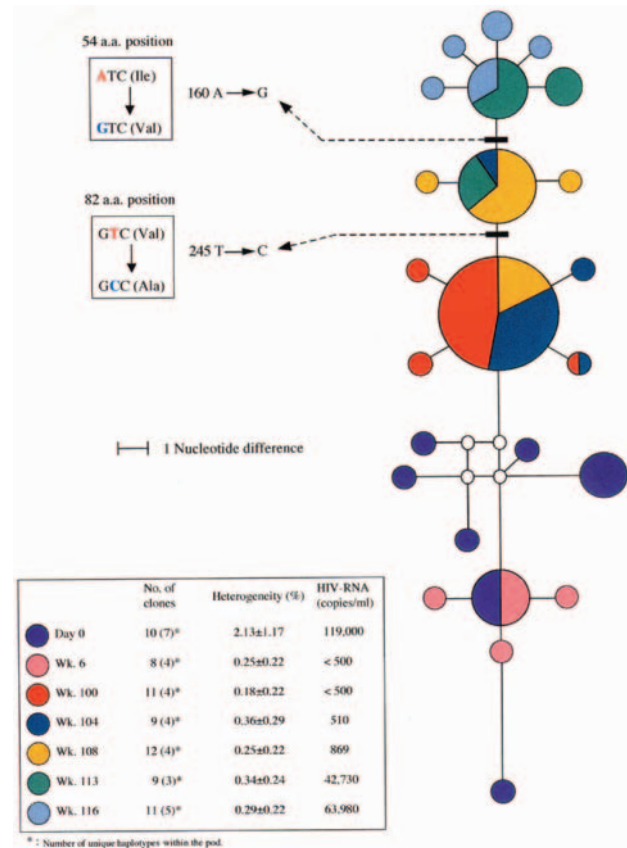 54 a.a. position
ATC (Ile)
GTC (Val)
160 A → G
82 a.a. position
GTC (Val)
GCC (Ala)
245 T → C
1 Nucleotide difference
No. of clones Heterogeneity (%) HIV-RNA (copies/ml)
Day 0 10 (7)* 2.13±1.17 119,000
Wk. 6 8 (4)* 0.25±0.22 < 500
Wk. 100 11 (4)* 0.18±0.22 < 500
Wk. 104 9 (4)* 0.36±0.29 510
Wk. 108 12 (4)* 0.25±0.22 869
Wk. 113 9 (3)* 0.34±0.24 42,730
Wk. 116 11 (5)* 0.29±0.22 63,980
* : Number of unique haplotypes within the pod.